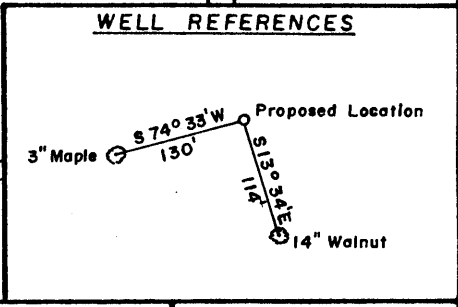 WELL REFERENCES
Proposed Location
S 74° 33' W
130'
3" Maple
S 13° 34' E
114'
14" Walnut